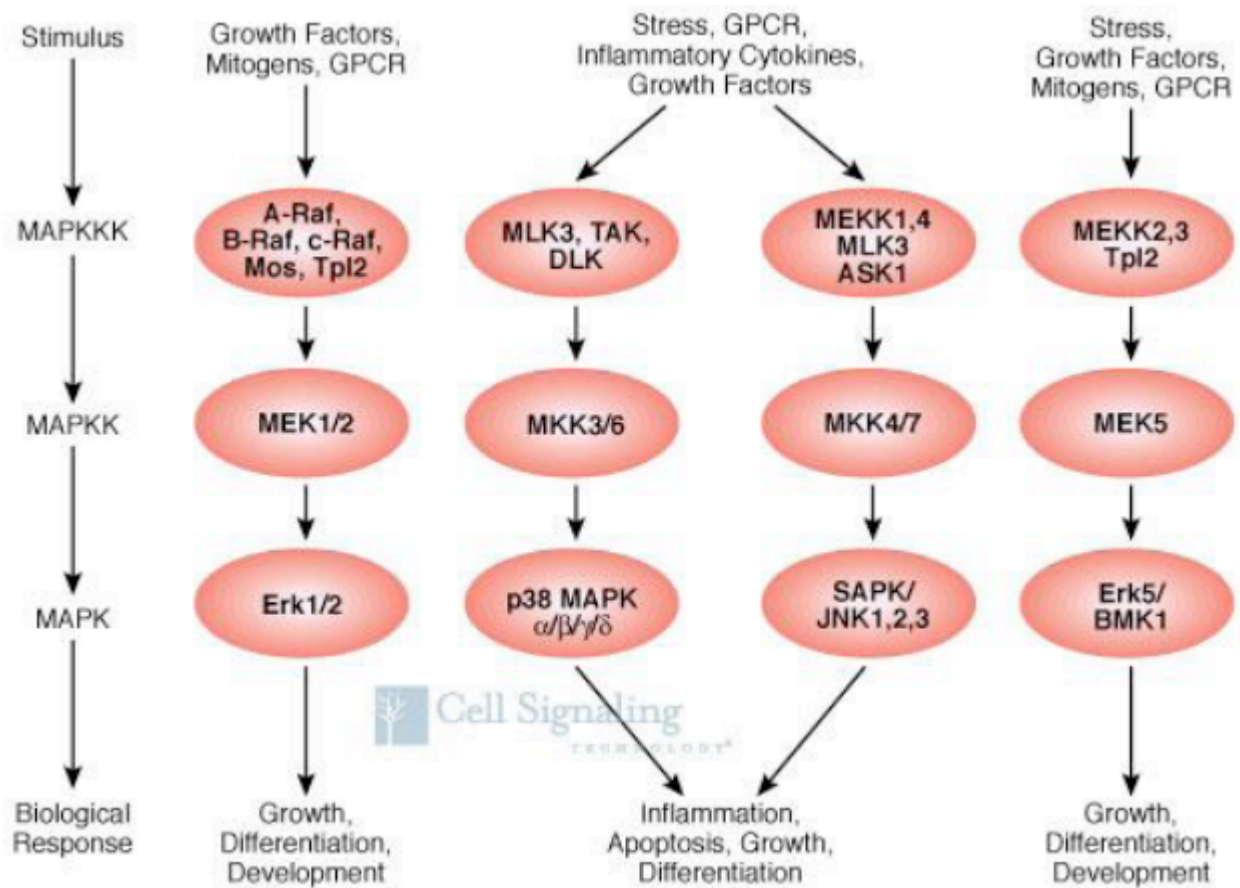 Stimulus
Growth Factors,
Mitogens, GPCR
Stress, GPCR,
Inflammatory Cytokines,
Growth Factors
Stress,
Growth Factors,
Mitogens, GPCR
MAPKKK
A-Raf,
B-Raf, c-Raf,
Mos, Tpl2
MLK3, TAK,
DLK
MEKK1,4
MLK3
ASK1
MEKK2,3
Tpl2
MAPKK
MEK1/2
MKK3/6
MKK4/7
MEK5
MAPK
Erk1/2
p38 MAPK
α/β/γ/δ
SAPK/
JNK1,2,3
Erk5/
BMK1
Cell Signaling
TECHNOLOGY®
Biological
Response
Growth,
Differentiation,
Development
Inflammation,
Apoptosis, Growth,
Differentiation
Growth,
Differentiation,
Development